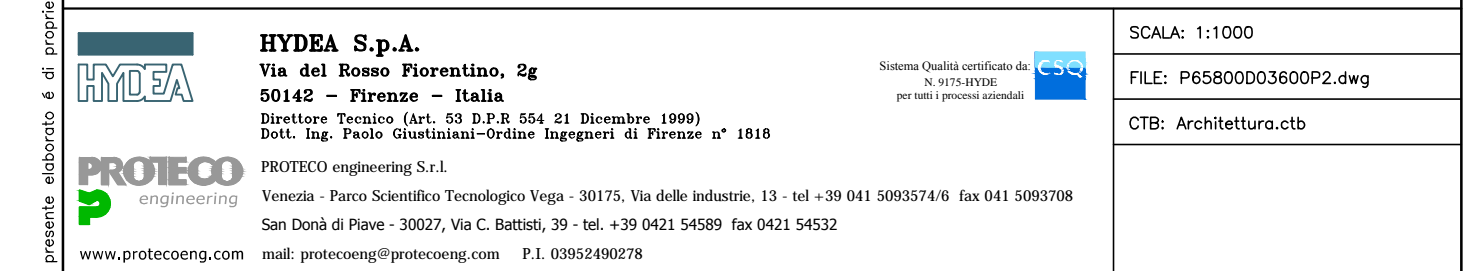 presente elaborato é di proprie
HYDEA
HYDEA S.p.A.
Via del Rosso Fiorentino, 2g
50142 - Firenze - Italia
Direttore Tecnico (Art. 53 D.P.R 554 21 Dicembre 1999)
Dott. Ing. Paolo Giustiniani-Ordine Ingegneri di Firenze n° 1818
Sistema Qualità certificato da:
N. 9175-HYDE
per tutti i processi aziendali
CSQ
PROTECO
engineering
www.protecoeng.com
PROTECO engineering S.r.l.
Venezia - Parco Scientifico Tecnologico Vega - 30175, Via delle industrie, 13 - tel +39 041 5093574/6 fax 041 5093708
San Donà di Piave - 30027, Via C. Battisti, 39 - tel. +39 0421 54589 fax 0421 54532
mail: protecoeng@protecoeng.com P.I. 03952490278
SCALA: 1:1000
FILE: P65800D03600P2.dwg
CTB: Architettura.ctb